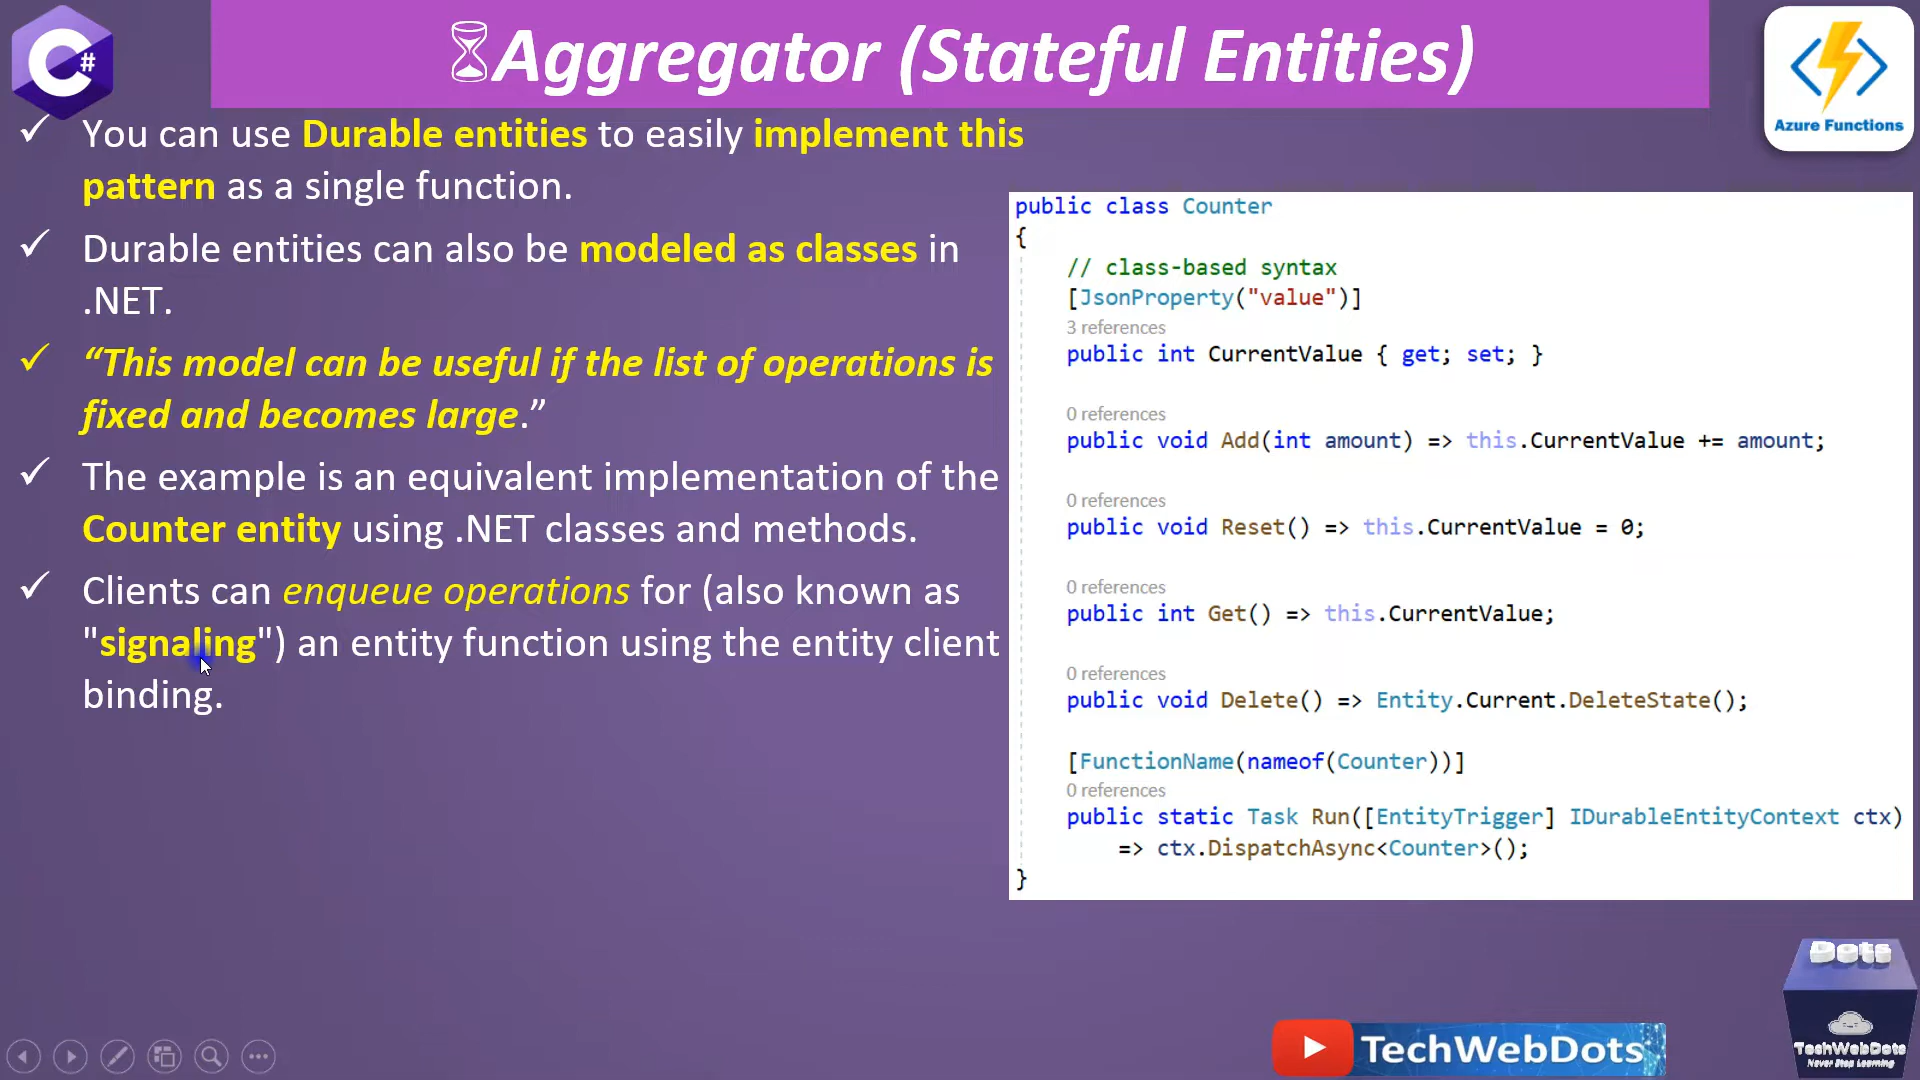 C#
⌛Aggregator (Stateful Entities)
Azure Functions
✓ You can use Durable entities to easily implement this
pattern as a single function.
✓ Durable entities can also be modeled as classes in
.NET.
✓ “This model can be useful if the list of operations is
fixed and becomes large.”
✓ The example is an equivalent implementation of the
Counter entity using .NET classes and methods.
✓ Clients can enqueue operations for (also known as
"signaling") an entity function using the entity client
binding.
public class Counter
{
// class-based syntax
[JsonProperty("value")]
3 references
public int CurrentValue { get; set; }
0 references
public void Add(int amount) => this.CurrentValue += amount;
0 references
public void Reset() => this.CurrentValue = 0;
0 references
public int Get() => this.CurrentValue;
0 references
public void Delete() => Entity.Current.DeleteState();
[FunctionName(nameof(Counter))]
0 references
public static Task Run([EntityTrigger] IDurableEntityContext ctx)
=> ctx.DispatchAsync<Counter>();
}
TechWebDots
Dots
TechWebDots
Never Stop Learning